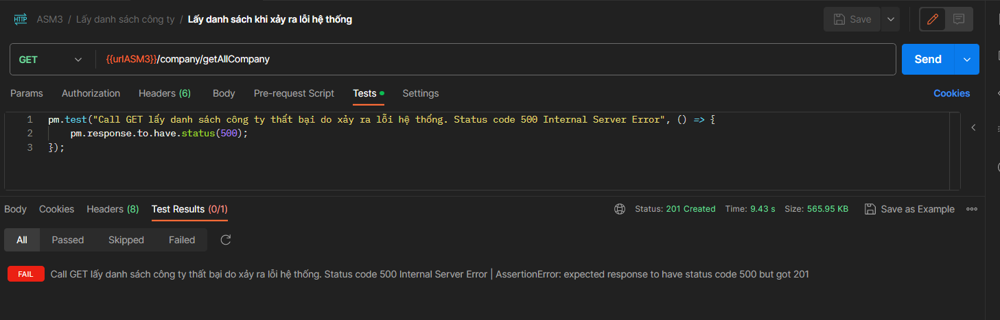 HTTP ASM3 / Lấy danh sách công ty / Lấy danh sách khi xảy ra lỗi hệ thống Save
GET {{urlASM3}}/company/getAllCompany Send
Params Authorization Headers (6) Body Pre-request Script Tests Settings Cookies
1 pm.test("Call GET lấy danh sách công ty thất bại do xảy ra lỗi hệ thống. Status code 500 Internal Server Error", () => {
2 pm.response.to.have.status(500);
3 });
Body Cookies Headers (8) Test Results (0/1) Status: 201 Created Time: 9.43 s Size: 565.95 KB Save as Example
All Passed Skipped Failed
FAIL Call GET lấy danh sách công ty thất bại do xảy ra lỗi hệ thống. Status code 500 Internal Server Error | AssertionError: expected response to have status code 500 but got 201